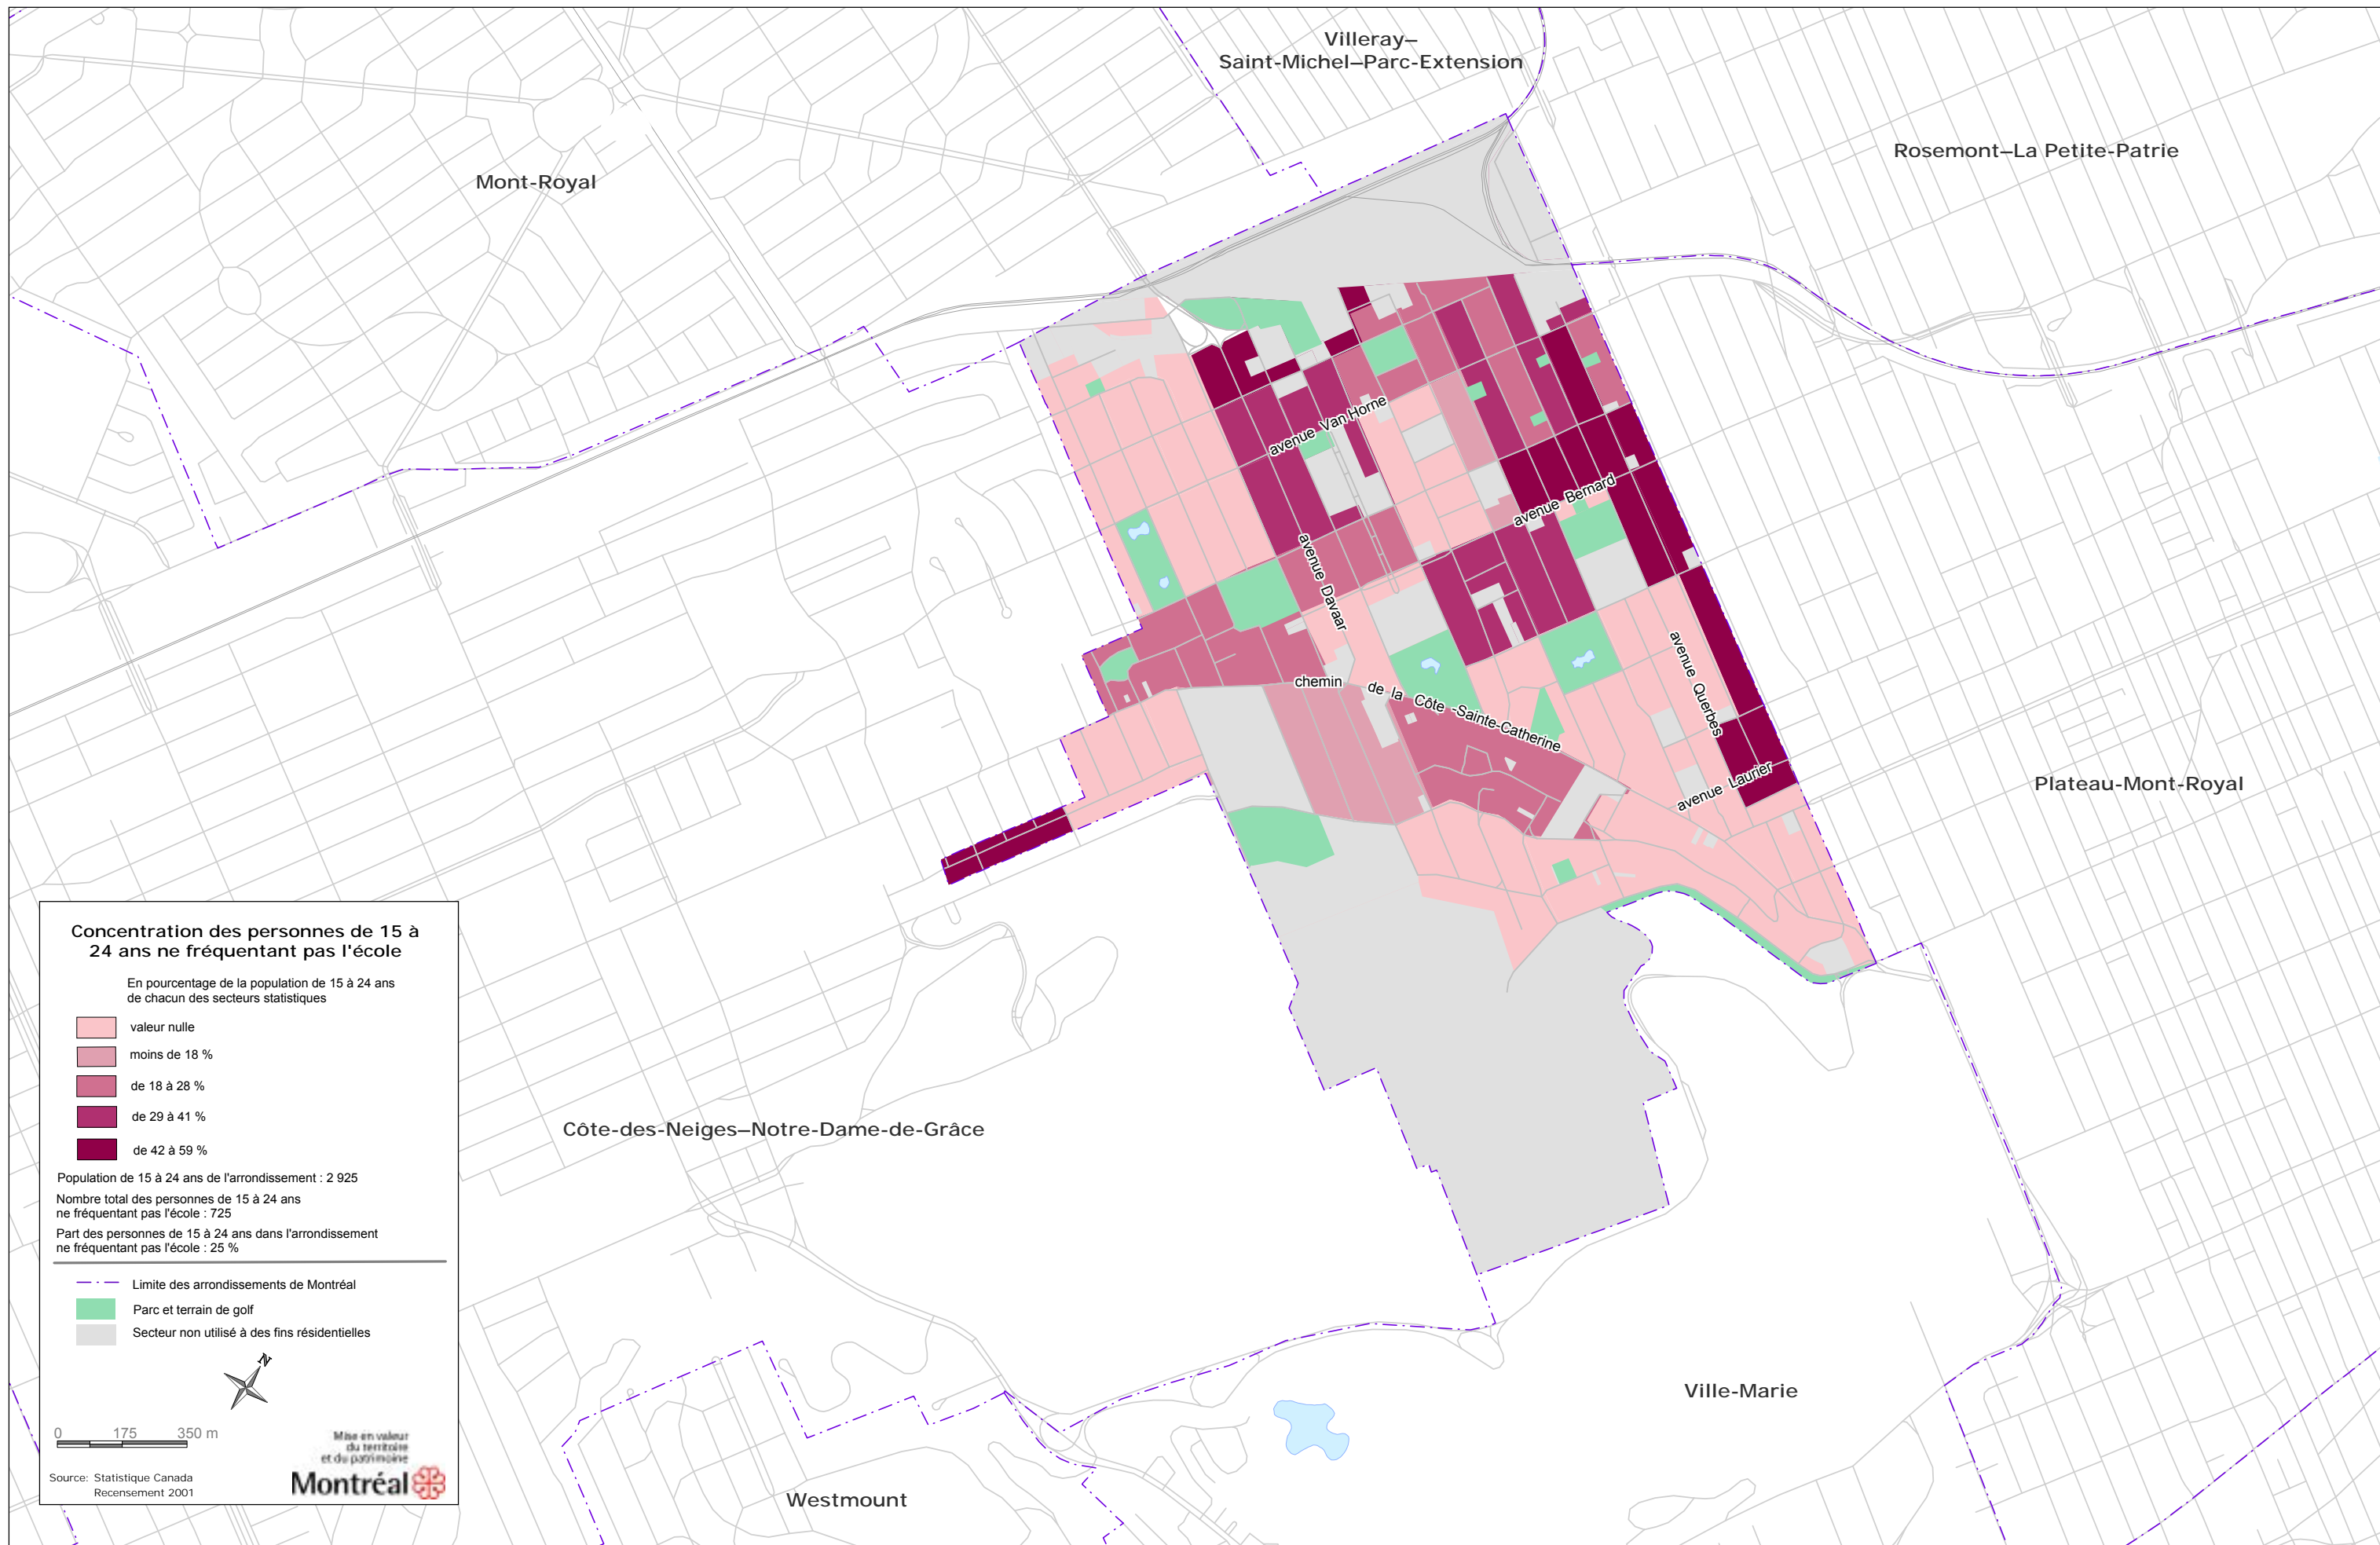 Villeray–
Saint-Michel–Parc-Extension
Rosemont–La Petite-Patrie
Mont-Royal
avenue Van Horne
avenue Bernard
avenue Davaar
avenue Querbes
chemin de la Côte -Sainte-Catherine
avenue Laurier
Plateau-Mont-Royal
Côte-des-Neiges–Notre-Dame-de-Grâce
Ville-Marie
Westmount
Concentration des personnes de 15 à
24 ans ne fréquentant pas l'école
En pourcentage de la population de 15 à 24 ans
de chacun des secteurs statistiques
valeur nulle
moins de 18 %
de 18 à 28 %
de 29 à 41 %
de 42 à 59 %
Population de 15 à 24 ans de l'arrondissement : 2 925
Nombre total des personnes de 15 à 24 ans
ne fréquentant pas l'école : 725
Part des personnes de 15 à 24 ans dans l'arrondissement
ne fréquentant pas l'école : 25 %
Limite des arrondissements de Montréal
Parc et terrain de golf
Secteur non utilisé à des fins résidentielles
N
0 175 350 m
Mise en valeur
du territoire
et du patrimoine
Montréal
Source: Statistique Canada
Recensement 2001